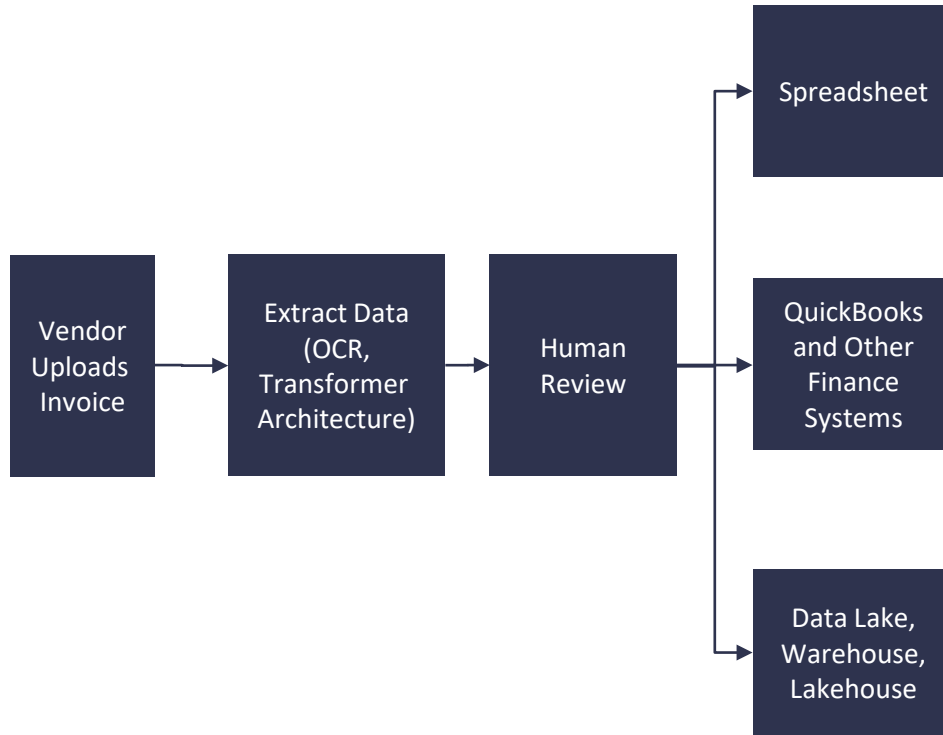 Vendor
Uploads
Invoice
Extract Data
(OCR,
Transformer
Architecture)
Human
Review
Spreadsheet
QuickBooks
and Other
Finance
Systems
Data Lake,
Warehouse,
Lakehouse